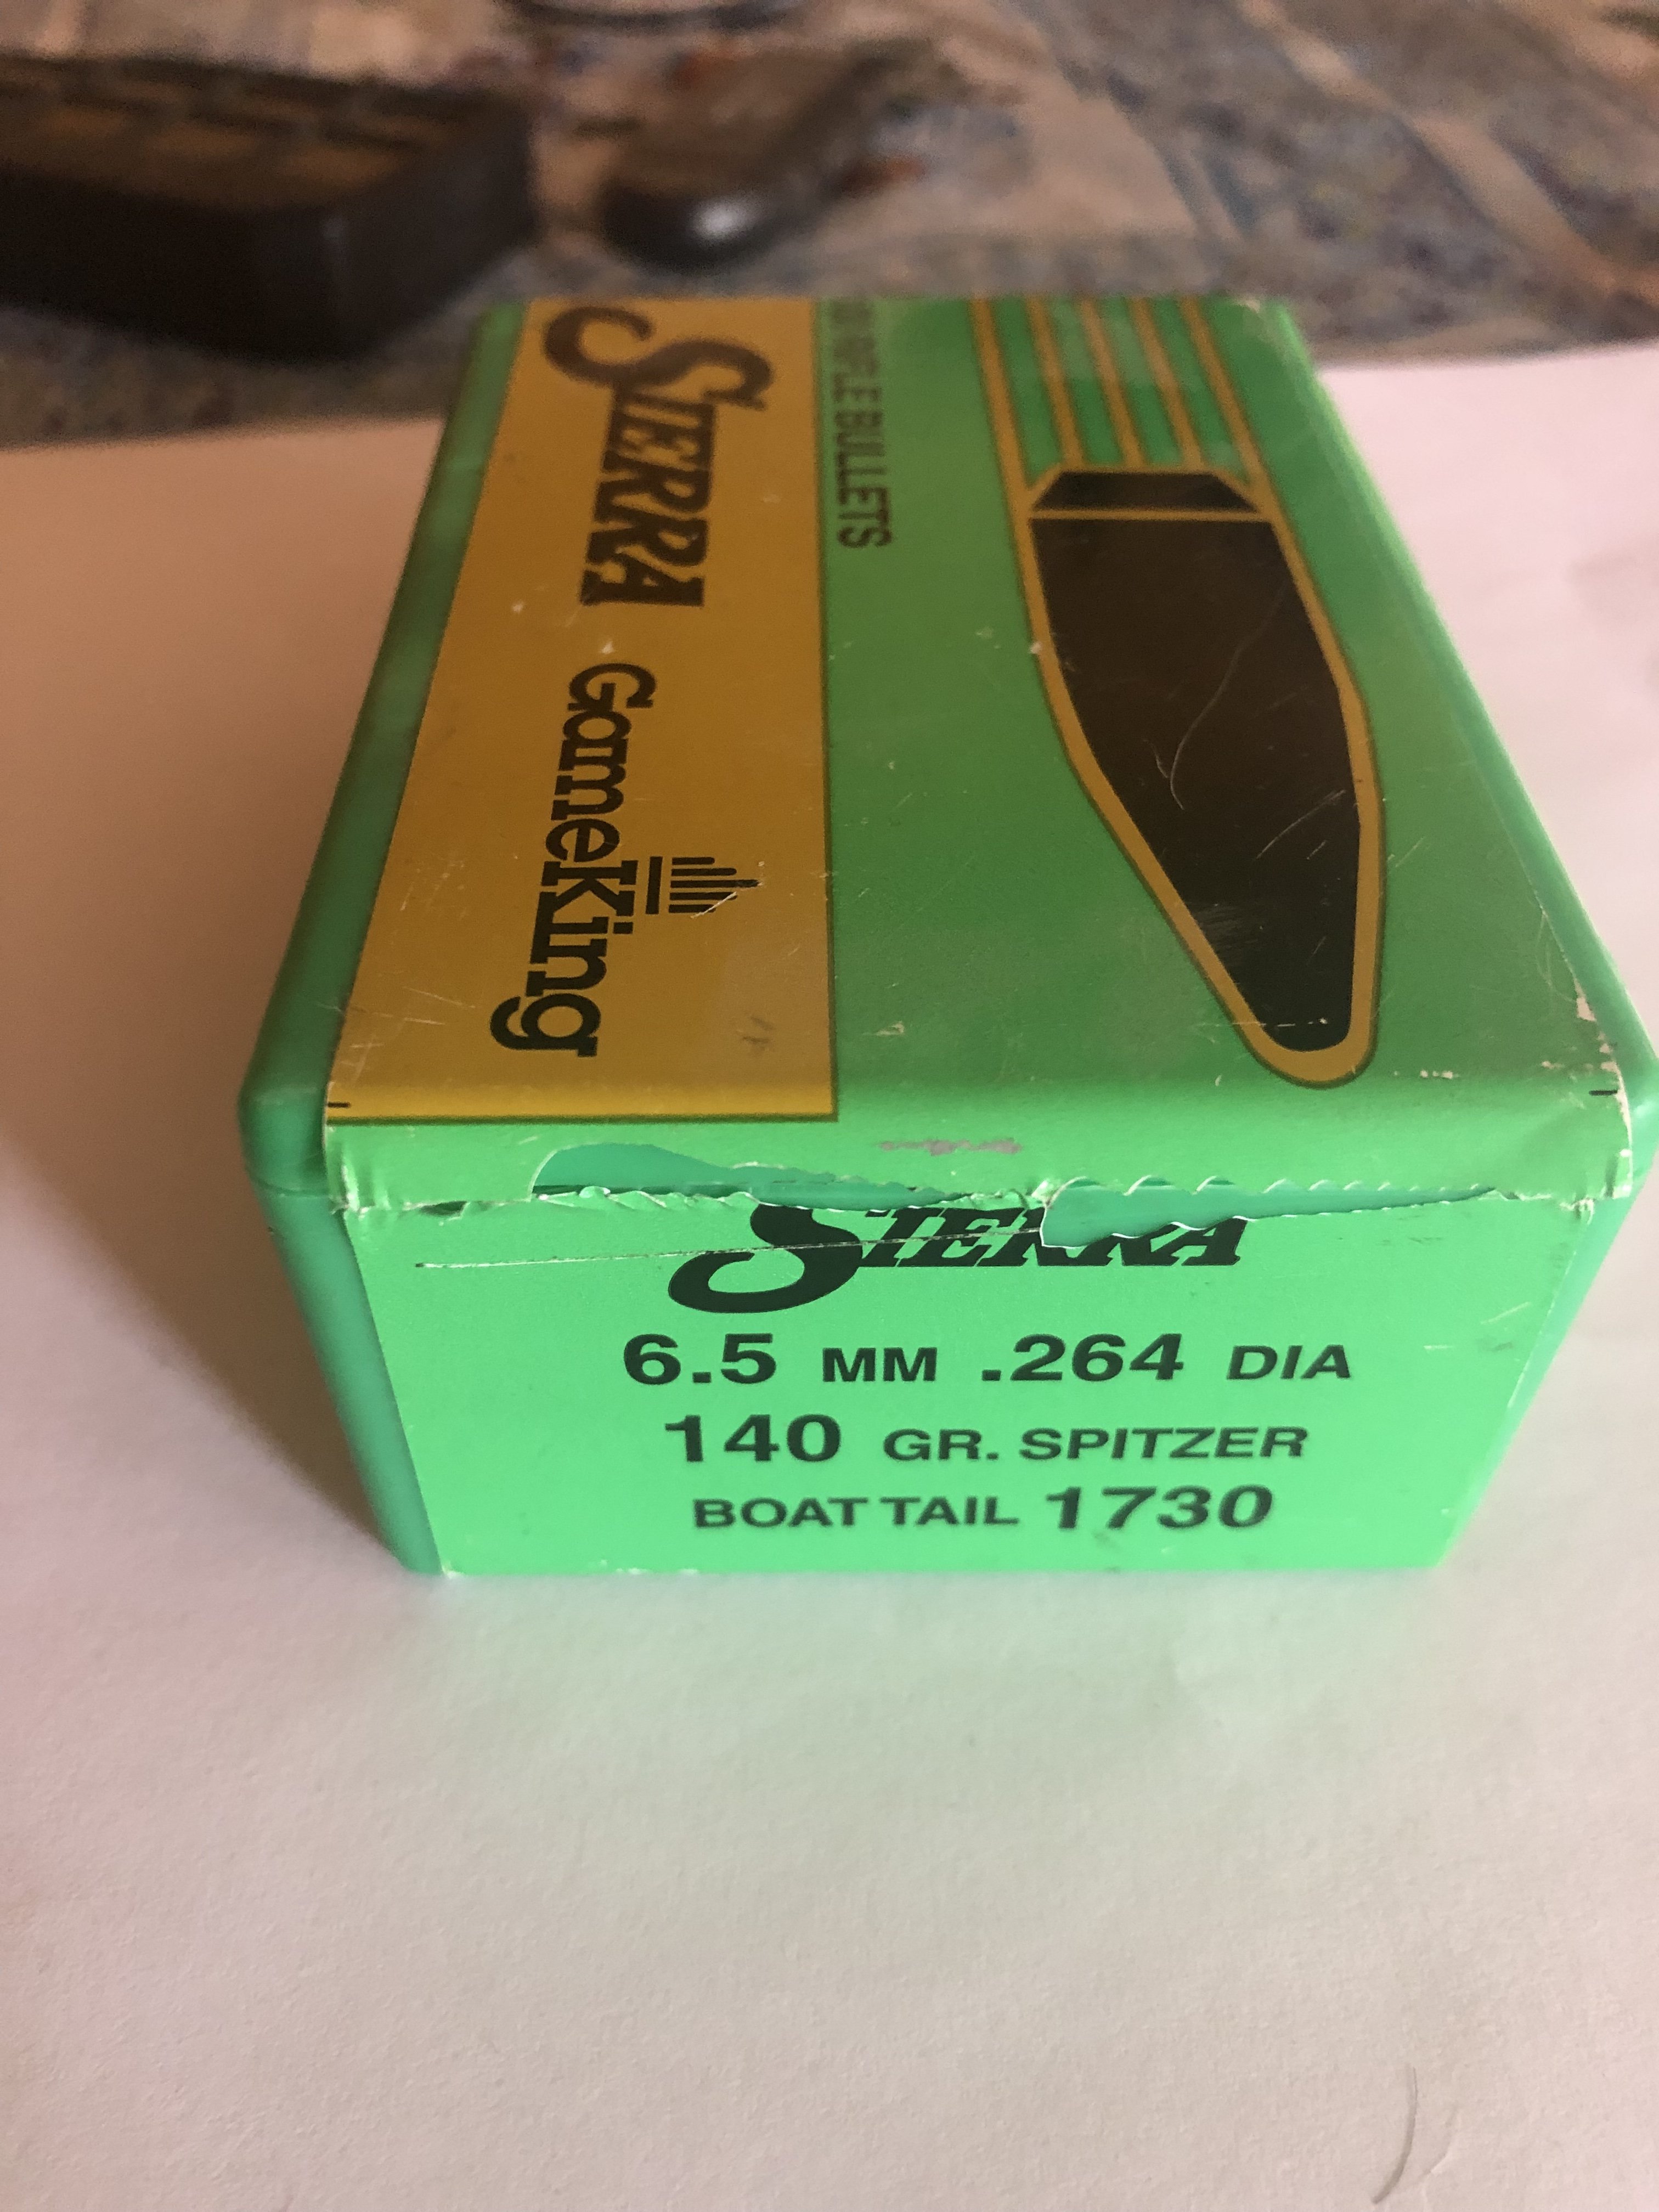 SIERRA GameKing
RIFLE BULLETS
SIERRA
6.5 MM .264 DIA
140 GR. SPITZER
BOAT TAIL 1730